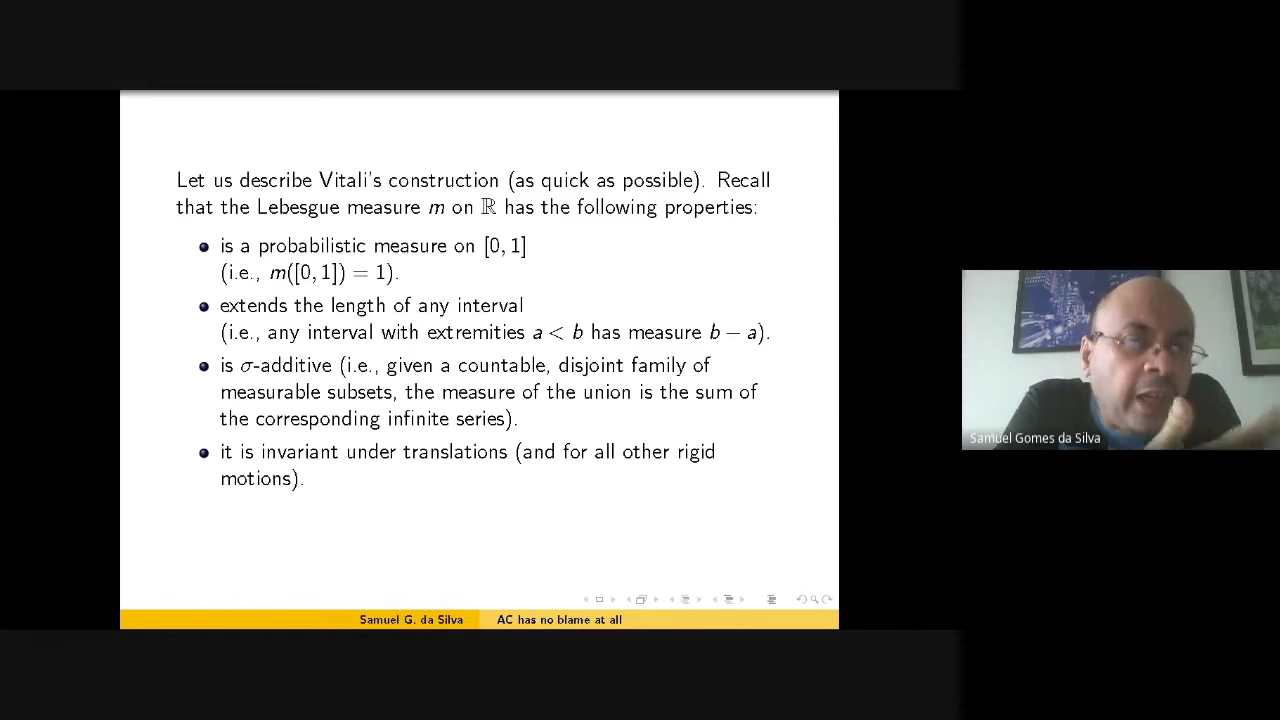 Let us describe Vitali's construction (as quick as possible). Recall
that the Lebesgue measure m on ℝ has the following properties:
is a probabilistic measure on [0, 1]
(i.e., m([0, 1]) = 1).
extends the length of any interval
(i.e., any interval with extremities a < b has measure b − a).
is σ-additive (i.e., given a countable, disjoint family of
measurable subsets, the measure of the union is the sum of
the corresponding infinite series).
it is invariant under translations (and for all other rigid
motions).
Samuel Gomes da Silva
Samuel G. da Silva
AC has no blame at all